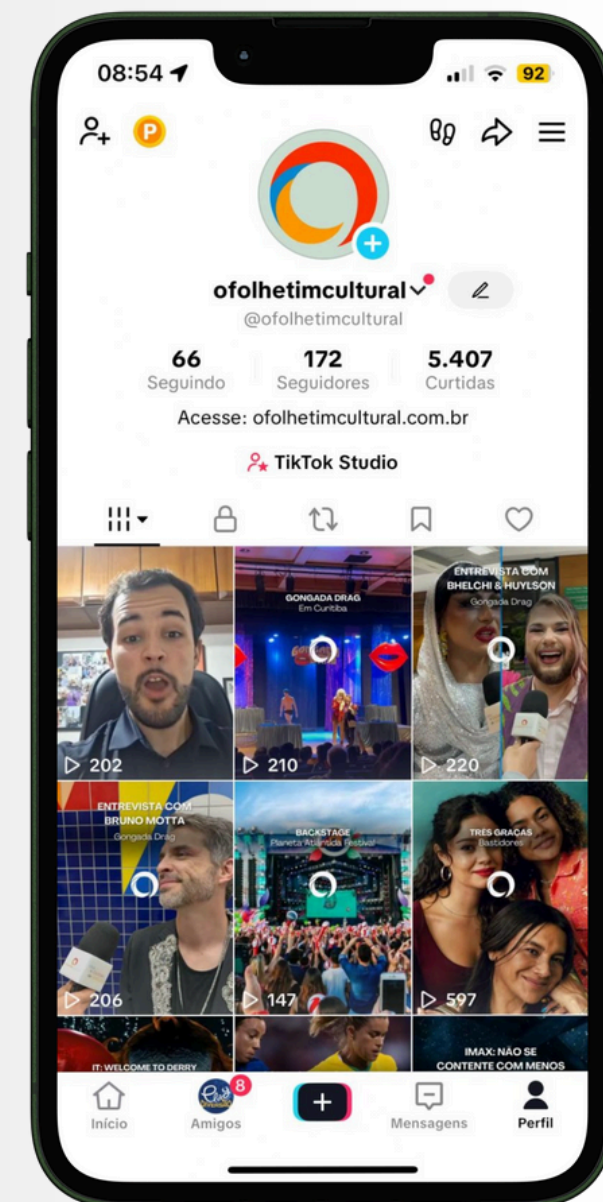 08:54
92
P
ofolhetimcultural
@ofolhetimcultural
66
Seguindo
172
Seguidores
5.407
Curtidas
Acesse: ofolhetimcultural.com.br
TikTok Studio
202
GONGADA DRAG
Em Curitiba
210
ENTREVISTA COM
BHELCHI & HUYLSON
Gongada Drag
220
ENTREVISTA COM
BRUNO MOTTA
Gongada Drag
206
BACKSTAGE
Planeta Atlântida Festival
147
TRES GRAÇAS
Bastidores
597
IT: WELCOME TO DERRY
IMAX: NÃO SE
CONTENTE COM MENOS
Início
8
Amigos
Mensagens
Perfil